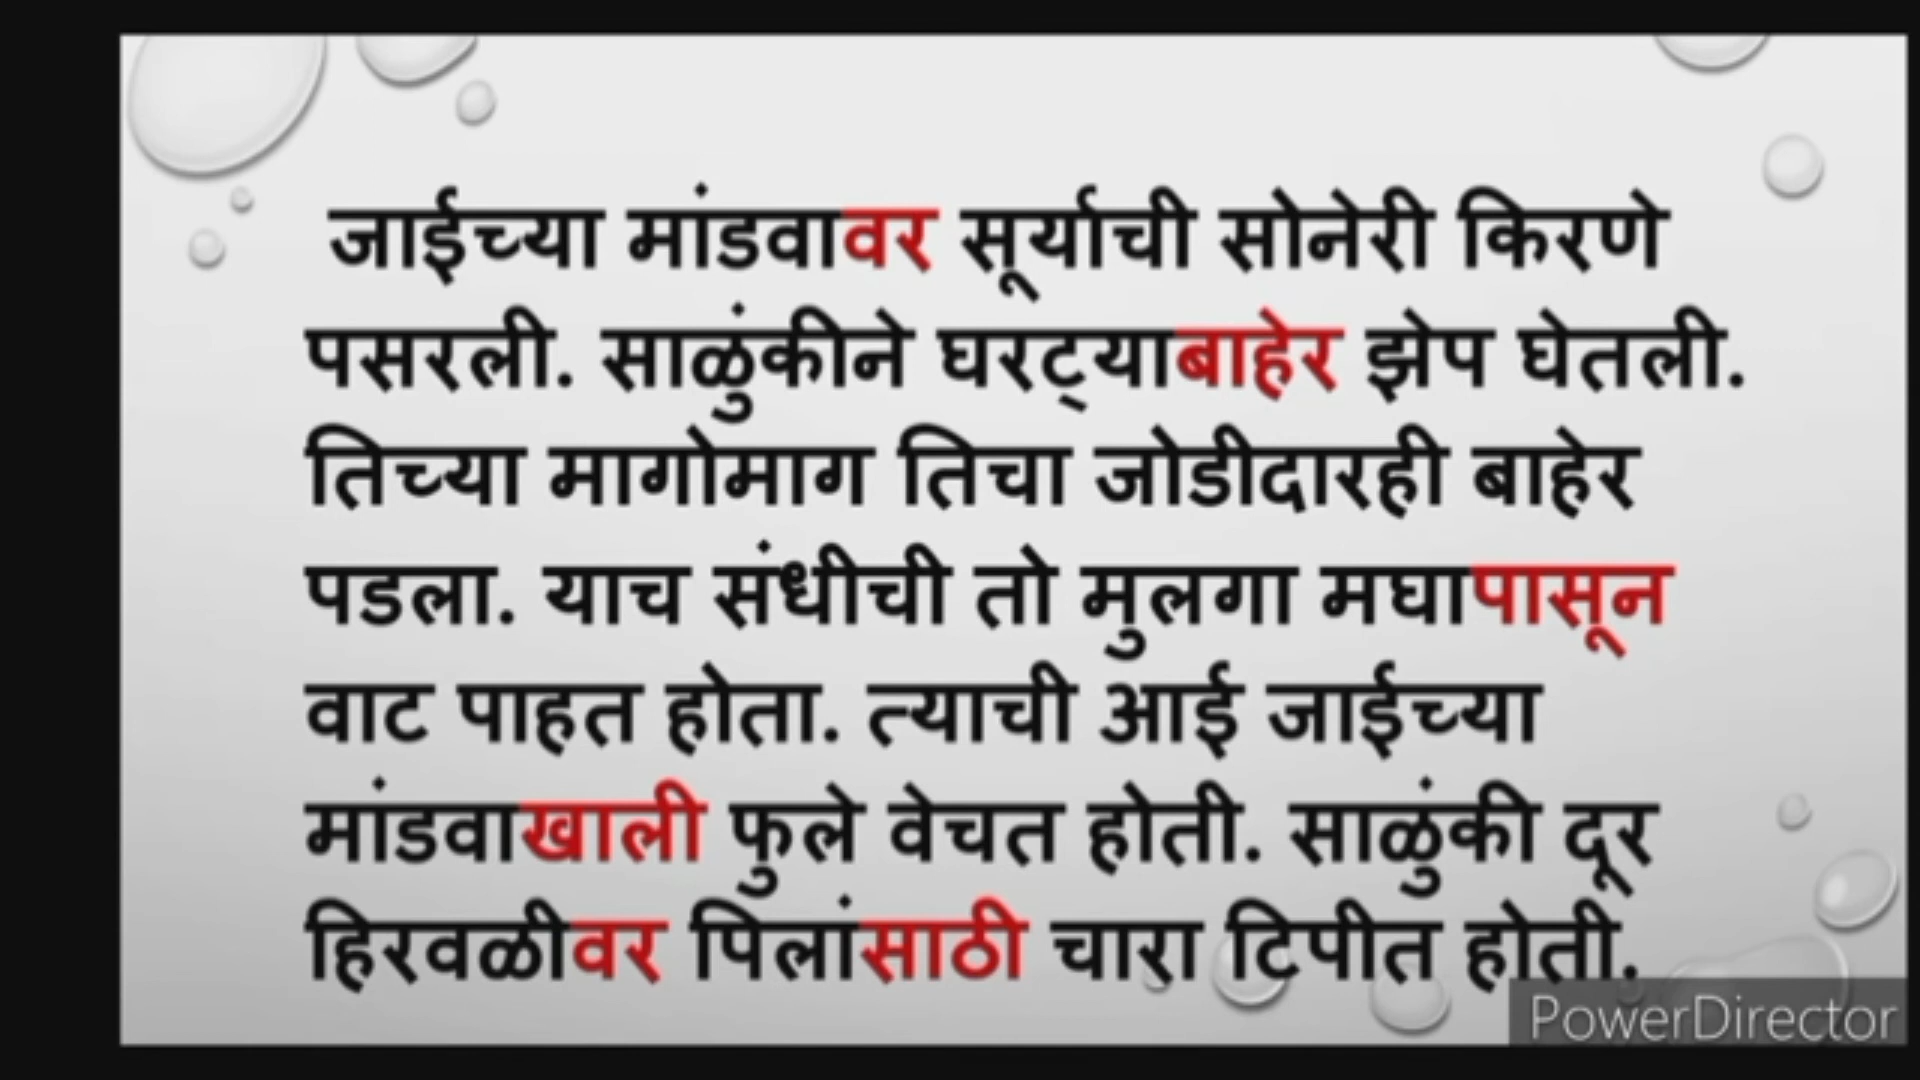 जाईच्या मांडवावर सूर्याची सोनेरी किरणे
पसरली. साळुंकीने घरट्याबाहेर झेप घेतली.
तिच्या मागोमाग तिचा जोडीदारही बाहेर
पडला. याच संधीची तो मुलगा मघापासून
वाट पाहत होता. त्याची आई जाईच्या
मांडवाखाली फुले वेचत होती. साळुंकी दूर
हिरवळीवर पिलांसाठी चारा टिपीत होती.
PowerDirector